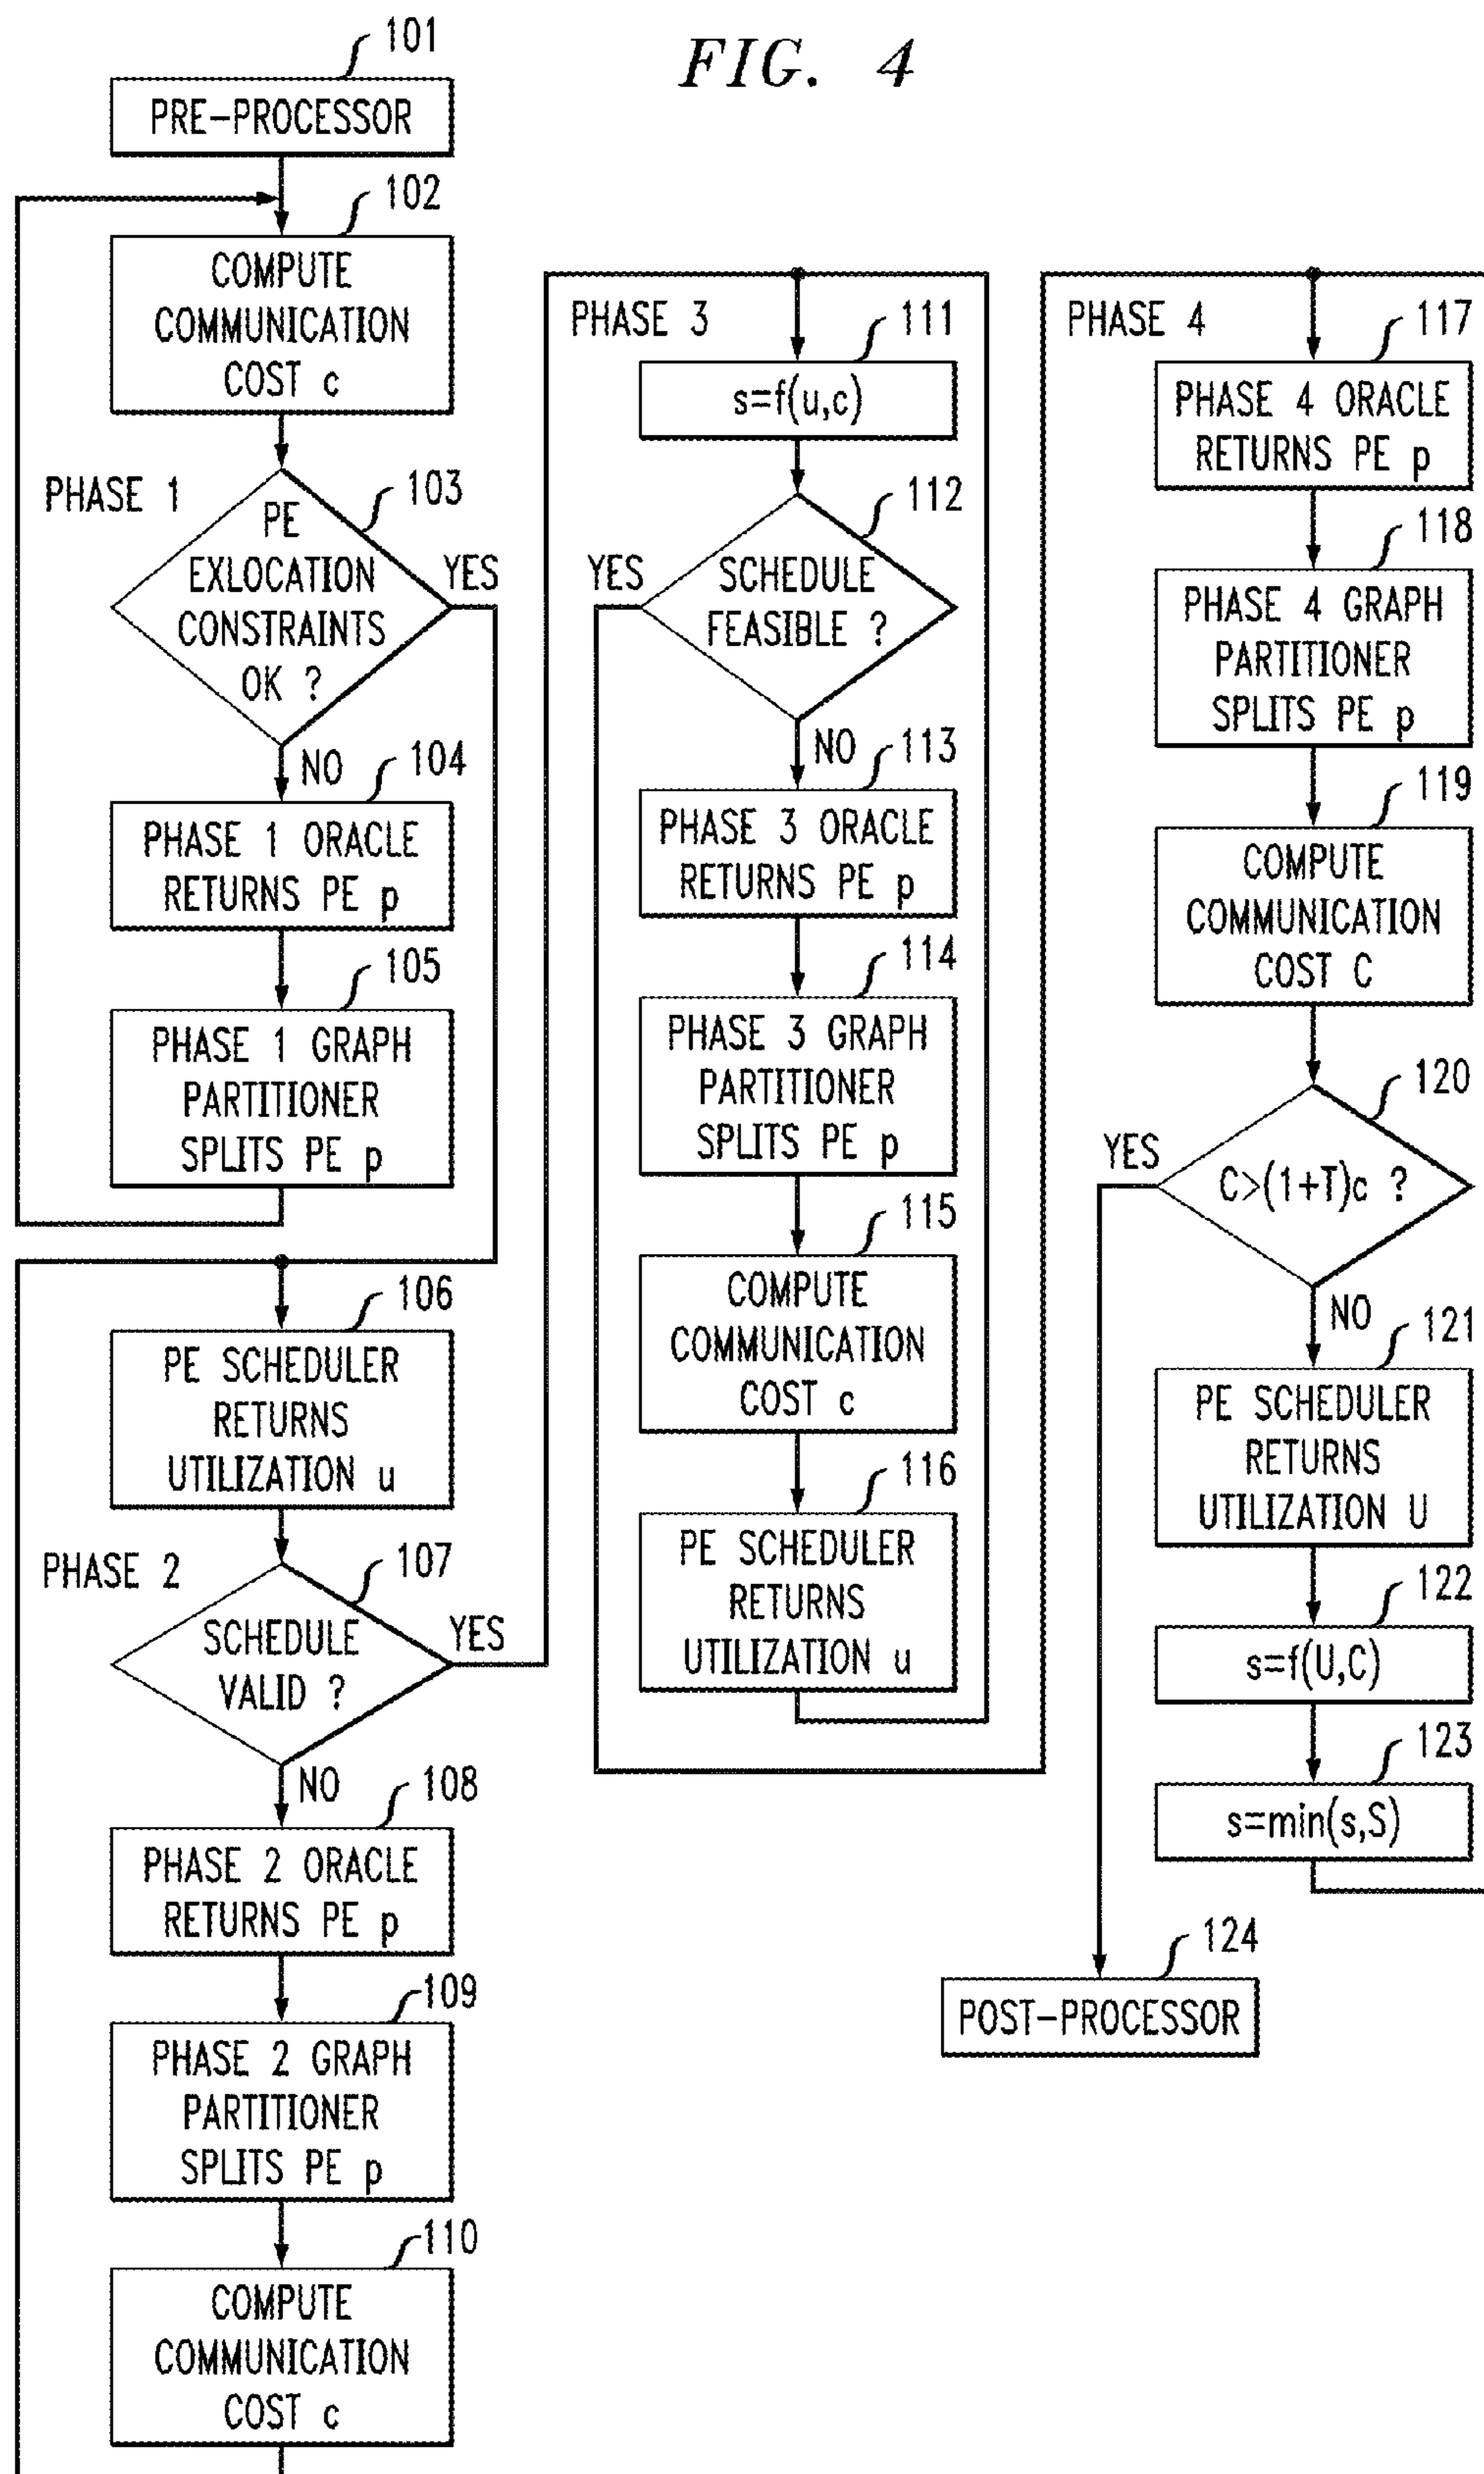 FIG. 4
101
PRE-PROCESSOR
102
COMPUTE
COMMUNICATION
COST c
PHASE 1
103
PE
EXLOCATION
CONSTRAINTS
OK ?
YES
NO
104
PHASE 1 ORACLE
RETURNS PE p
105
PHASE 1 GRAPH
PARTITIONER
SPLITS PE p
106
PE SCHEDULER
RETURNS
UTILIZATION u
PHASE 2
107
SCHEDULE
VALID ?
YES
NO
108
PHASE 2 ORACLE
RETURNS PE p
109
PHASE 2 GRAPH
PARTITIONER
SPLITS PE p
110
COMPUTE
COMMUNICATION
COST c
PHASE 3
111
s=f(u,c)
112
SCHEDULE
FEASIBLE ?
YES
NO
113
PHASE 3 ORACLE
RETURNS PE p
114
PHASE 3 GRAPH
PARTITIONER
SPLITS PE p
115
COMPUTE
COMMUNICATION
COST c
116
PE SCHEDULER
RETURNS
UTILIZATION u
PHASE 4
117
PHASE 4 ORACLE
RETURNS PE p
118
PHASE 4 GRAPH
PARTITIONER
SPLITS PE p
119
COMPUTE
COMMUNICATION
COST C
120
C>(1+T)c ?
YES
NO
121
PE SCHEDULER
RETURNS
UTILIZATION U
122
s=f(U,C)
123
s=min(s,S)
124
POST-PROCESSOR